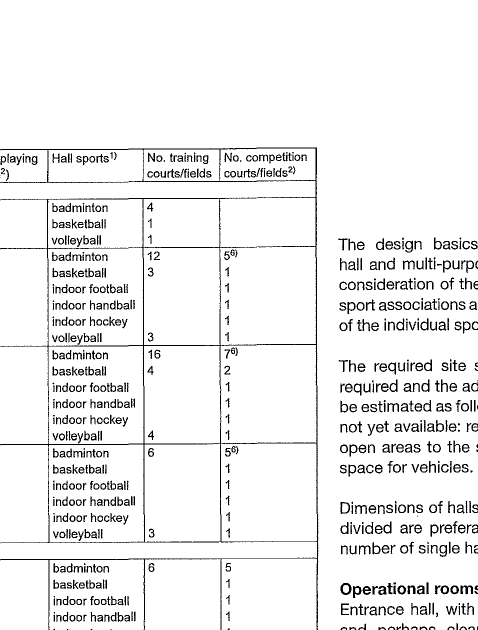 playing Hall sports1) No. training No. competition
2) courts/fields courts/fields2)
badminton 4
basketball 1
volleyball 1
badminton 12 56)
basketball 3 1
indoor football 1
indoor handball 1
indoor hockey 1
volleyball 3 1
badminton 16 76)
basketball 4 2
indoor football 1
indoor handball 1
indoor hockey 1
volleyball 4 1
badminton 6 56)
basketball 1
indoor football 1
indoor handball 1
indoor hockey 1
volleyball 3 1
badminton 6 5
basketball 1
indoor football 1
indoor handball 1
The design basics
hall and multi-purpo
consideration of the
sport associations a
of the individual spo
The required site s
required and the ad
be estimated as follo
not yet available: re
open areas to the s
space for vehicles.
Dimensions of halls
divided are prefera
number of single ha
Operational rooms
Entrance hall, with
and perhaps clea